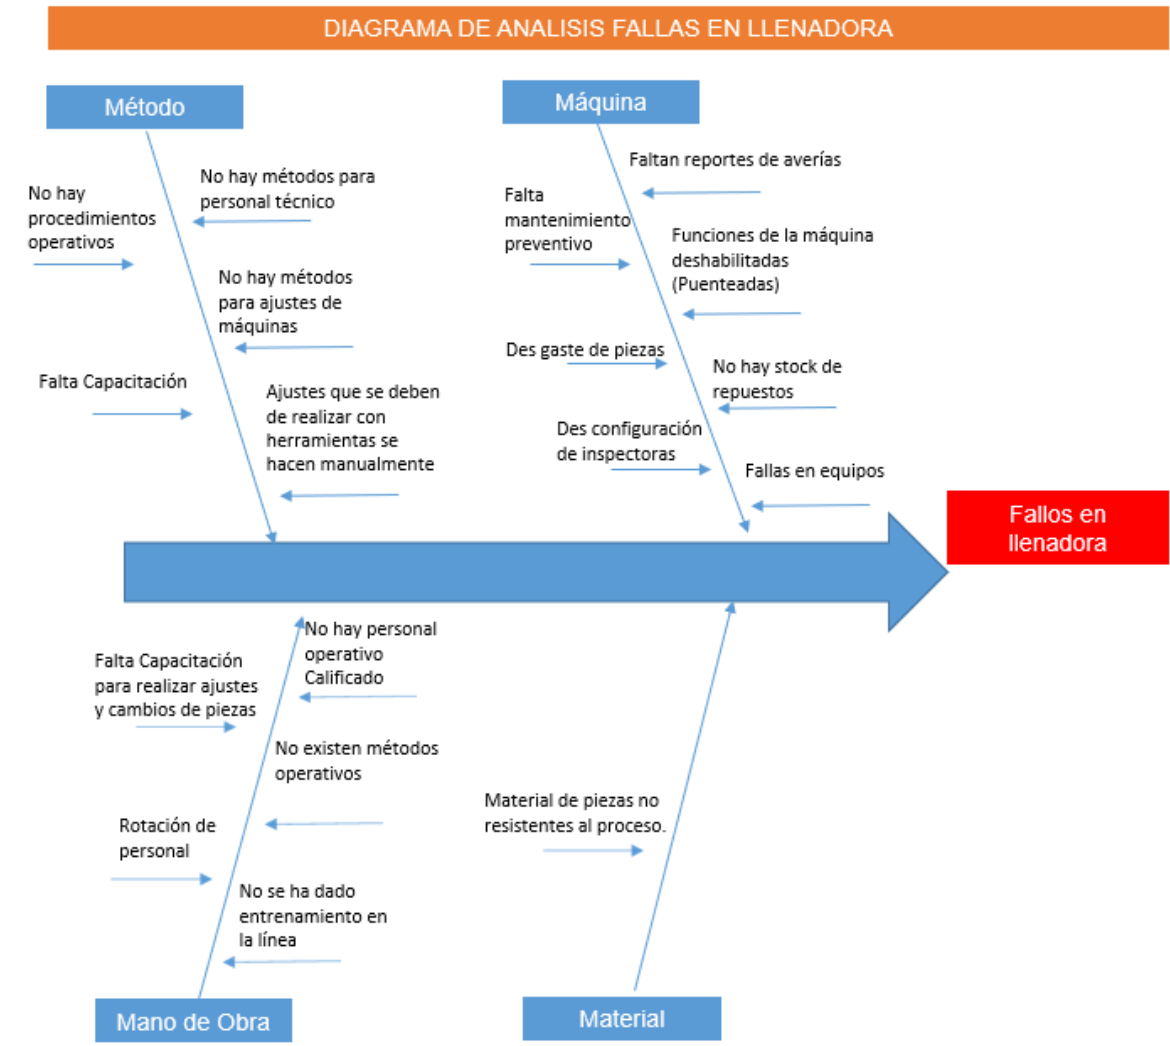 DIAGRAMA DE ANALISIS FALLAS EN LLENADORA
Método
No hay
procedimientos
operativos
No hay métodos para
personal técnico
No hay métodos
para ajustes de
máquinas
Falta Capacitación
Ajustes que se deben
de realizar con
herramientas se
hacen manualmente
Máquina
Faltan reportes de averías
Falta
mantenimiento
preventivo
Funciones de la máquina
deshabilitadas
(Puenteadas)
Des gaste de piezas
No hay stock de
repuestos
Des configuración
de inspectoras
Fallas en equipos
Fallos en
llenadora
No hay personal
operativo
Calificado
Falta Capacitación
para realizar ajustes
y cambios de piezas
No existen métodos
operativos
Rotación de
personal
No se ha dado
entrenamiento en
la línea
Mano de Obra
Material de piezas no
resistentes al proceso.
Material